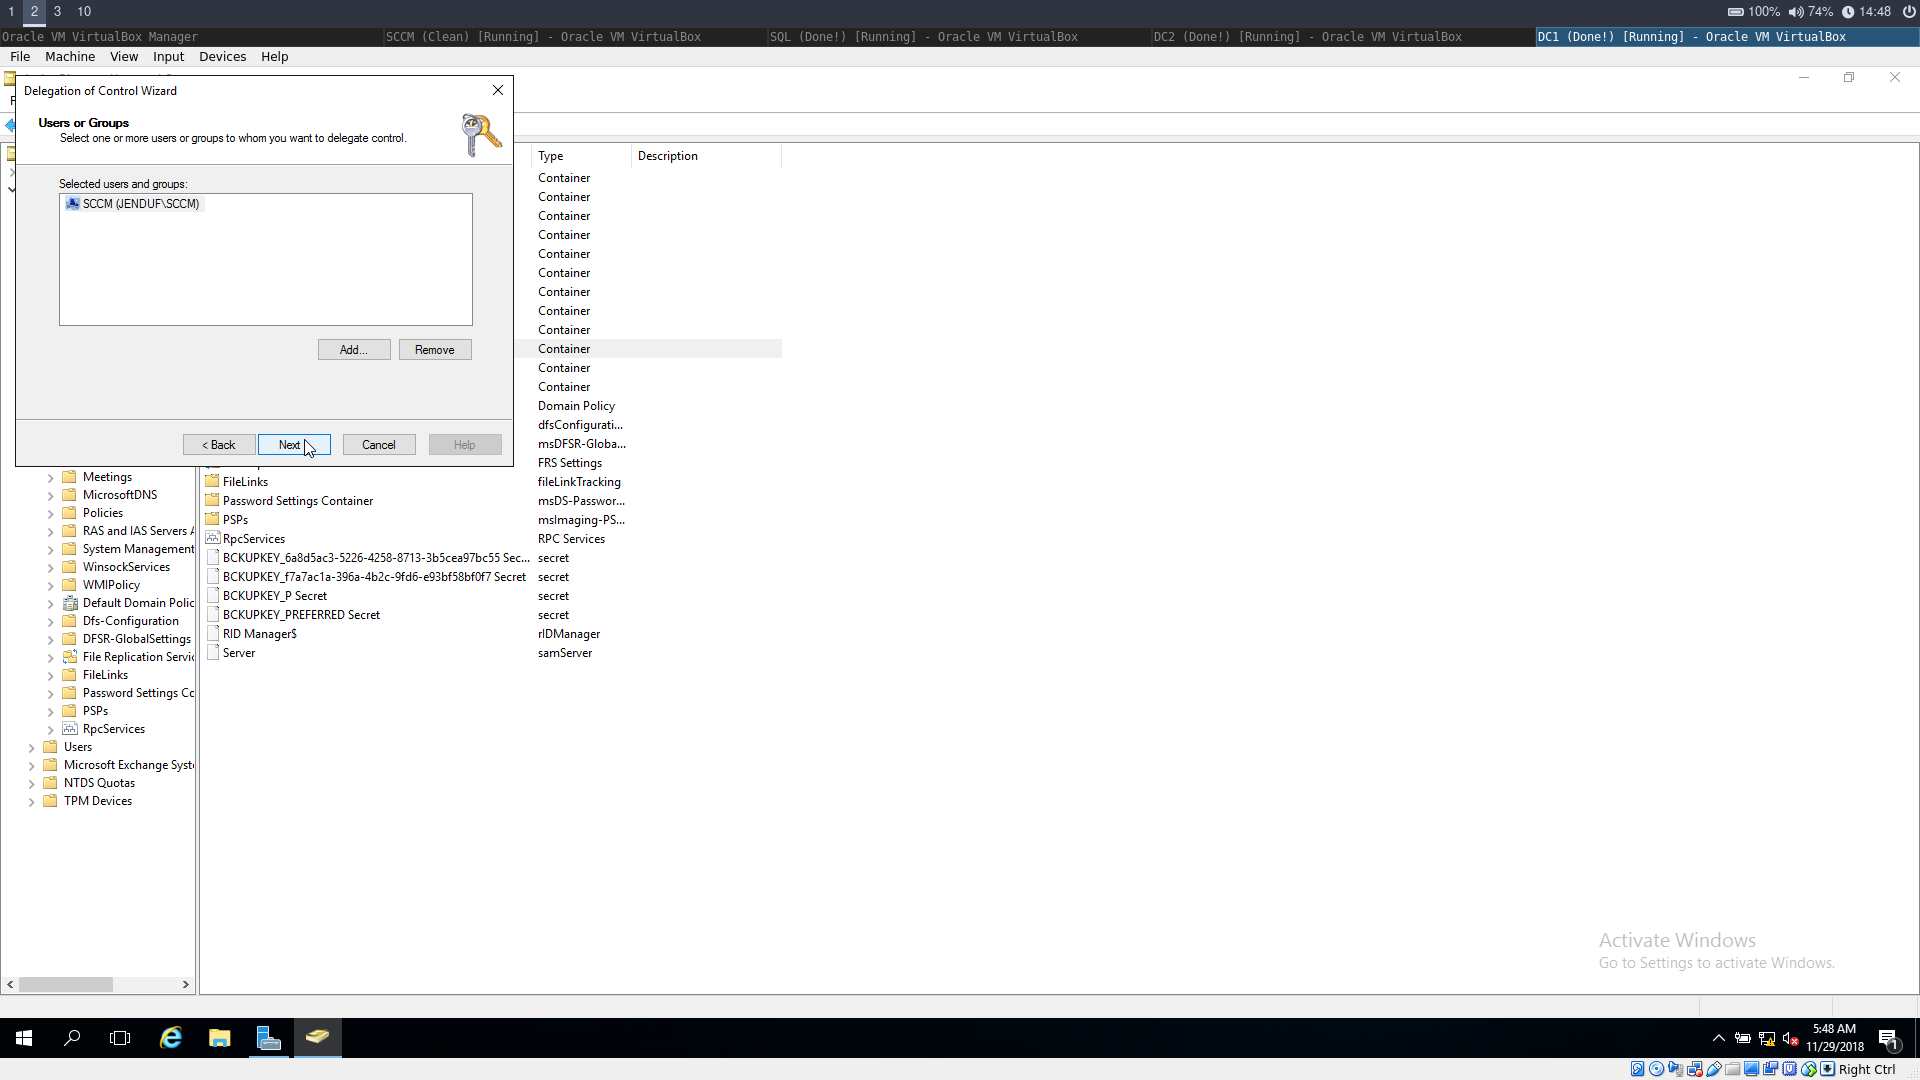 1 2 3 10
100% 74% 14:48
Oracle VM VirtualBox Manager
SCCM (Clean) [Running] - Oracle VM VirtualBox
SQL (Done!) [Running] - Oracle VM VirtualBox
DC2 (Done!) [Running] - Oracle VM VirtualBox
DC1 (Done!) [Running] - Oracle VM VirtualBox
File Machine View Input Devices Help
Delegation of Control Wizard
Users or Groups
Select one or more users or groups to whom you want to delegate control.
Selected users and groups:
SCCM (JENDUF\SCCM)
Add...
Remove
< Back
Next
Cancel
Help
Type
Description
Container
Container
Container
Container
Container
Container
Container
Container
Container
Container
Container
Container
Domain Policy
dfsConfigurati...
msDFSR-Globa...
FRS Settings
FileLinks fileLinkTracking
Password Settings Container msDS-Passwor...
PSPs msImaging-PS...
RpcServices RPC Services
BCKUPKEY_6a8d5ac3-5226-4258-8713-3b5cea97bc55 Sec... secret
BCKUPKEY_f7a7ac1a-396a-4b2c-9fd6-e93bf58bf0f7 Secret secret
BCKUPKEY_P Secret secret
BCKUPKEY_PREFERRED Secret secret
RID Manager$ rIDManager
Server samServer
Meetings
MicrosoftDNS
Policies
RAS and IAS Servers A
System Management
WinsockServices
WMIPolicy
Default Domain Polic
Dfs-Configuration
DFSR-GlobalSettings
File Replication Servic
FileLinks
Password Settings Co
PSPs
RpcServices
Users
Microsoft Exchange Syst
NTDS Quotas
TPM Devices
Activate Windows
Go to Settings to activate Windows.
5:48 AM
11/29/2018
1
Right Ctrl